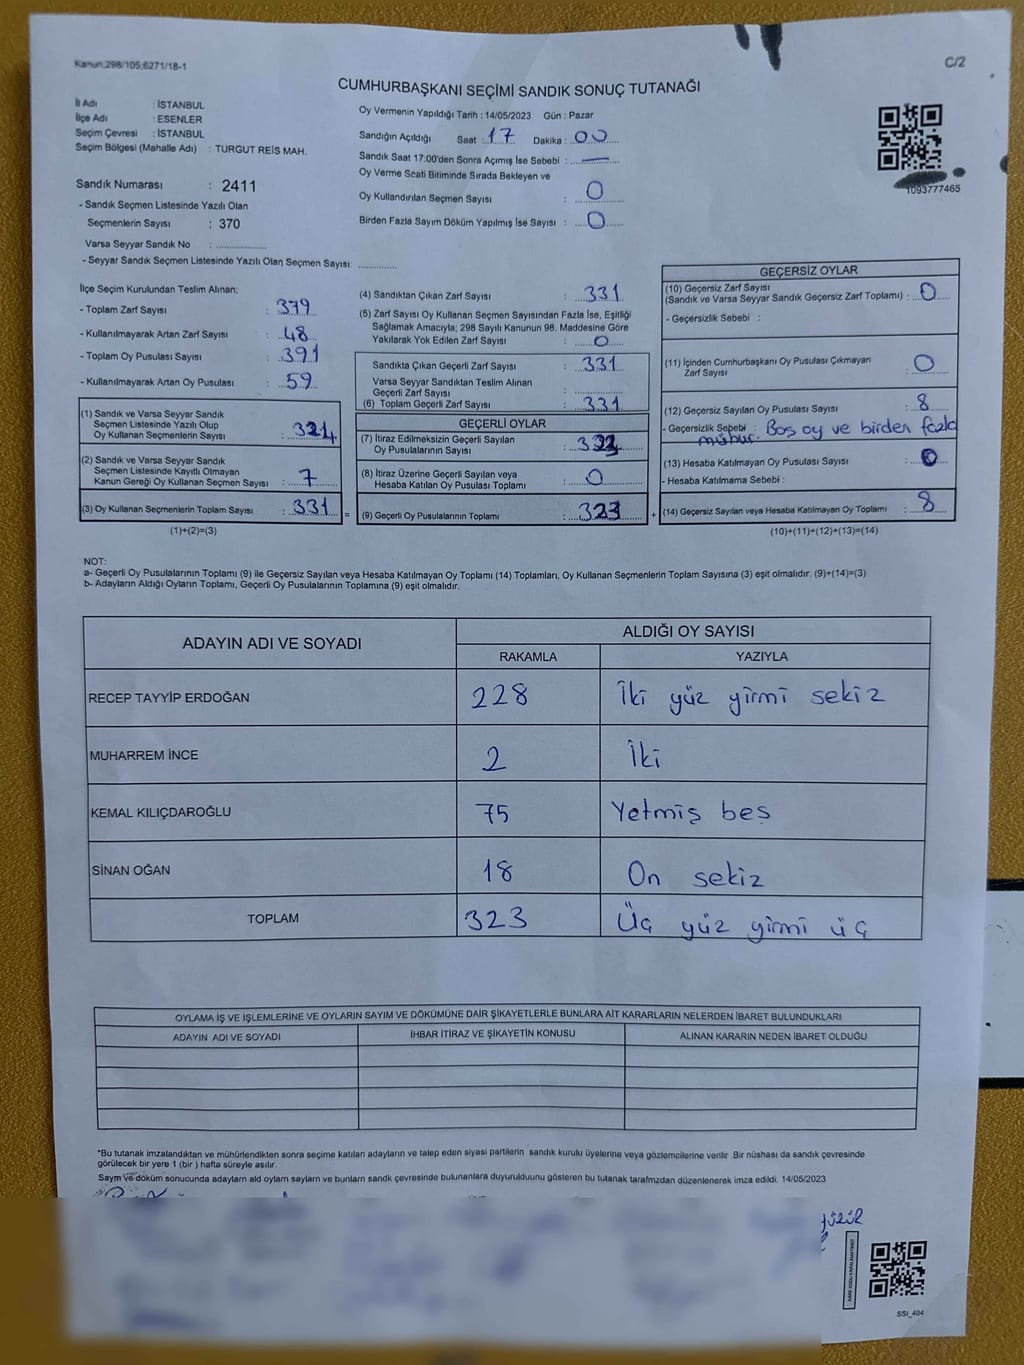 Kanun,298/105;6271/18-1
C/2
CUMHURBAŞKANI SEÇİMİ SANDIK SONUÇ TUTANAĞI
İl Adı : İSTANBUL
İlçe Adı : ESENLER
Seçim Çevresi : İSTANBUL
Seçim Bölgesi (Mahalle Adı) : TURGUT REİS MAH.
Sandık Numarası : 2411
- Sandık Seçmen Listesinde Yazılı Olan
Seçmenlerin Sayısı : 370
Varsa Seyyar Sandık No :
- Seyyar Sandık Seçmen Listesinde Yazılı Olan Seçmen Sayısı:
Oy Vermenin Yapıldığı Tarih : 14/05/2023 Gün : Pazar
Sandığın Açıldığı Saat : 17 Dakika : 00
Sandık Saat 17:00'den Sonra Açımış İse Sebebi : —
Oy Verme Scati Bitiminde Sırada Bekleyen ve
Oy Kullandırılan Seçmen Sayısı : 0
Birden Fazla Sayım Döküm Yapılmış İse Sayısı : 0
1093777465
İlçe Seçim Kurulundan Teslim Alınan:
- Toplam Zarf Sayısı : 379
- Kullanılmayarak Artan Zarf Sayısı : 48
- Toplam Oy Pusulası Sayısı : 391
- Kullanılmayarak Artan Oy Pusulası : 59
(1) Sandık ve Varsa Seyyar Sandık
Seçmen Listesinde Yazılı Olup
Oy Kullanan Seçmenlerin Sayısı : 324
(2) Sandık ve Varsa Seyyar Sandık
Seçmen Listesinde Kayıtlı Olmayan
Kanun Gereği Oy Kullanan Seçmen Sayısı : 7
(3) Oy Kullanan Seçmenlerin Toplam Sayısı : 331 =
(1)+(2)=(3)
(4) Sandıktan Çıkan Zarf Sayısı : 331
(5) Zarf Sayısı Oy Kullanan Seçmen Sayısından Fazla İse, Eşitliği
Sağlamak Amacıyla; 298 Sayılı Kanunun 98. Maddesine Göre
Yakılarak Yok Edilen Zarf Sayısı : 0
Sandıkta Çıkan Geçerli Zarf Sayısı : 331
Varsa Seyyar Sandıktan Teslim Alınan
Geçerli Zarf Sayısı :
(6) Toplam Geçerli Zarf Sayısı : 331
GEÇERLİ OYLAR
(7) İtiraz Edilmeksizin Geçerli Sayılan
Oy Pusulasının Sayısı : 323
(8) İtiraz Üzerine Geçerli Sayılan veya
Hesaba Katılan Oy Pusulası Toplamı : 0
(9) Geçerli Oy Pusulalarının Toplamı : 323 +
GEÇERSİZ OYLAR
(10) Geçersiz Zarf Sayısı
(Sandık ve Varsa Seyyar Sandık Geçersiz Zarf Toplamı) : 0
- Geçersizlik Sebebi :
(11) İçinden Cumhurbaşkanı Oy Pusulası Çıkmayan
Zarf Sayısı : 0
(12) Geçersiz Sayılan Oy Pusulası Sayısı : 8
- Geçersizlik Sebebi : Boş oy ve birden fazla
mühür.
(13) Hesaba Katılmayan Oy Pusulası Sayısı : 0
- Hesaba Katılmama Sebebi :
(14) Geçersiz Sayılan veya Hesaba Katılmayan Oy Toplamı : 8
(10)+(11)+(12)+(13)=(14)
NOT:
a- Geçerli Oy Pusulalarının Toplamı (9) ile Geçersiz Sayılan veya Hesaba Katılmayan Oy Toplamı (14) Toplamları, Oy Kullanan Seçmenlerin Toplam Sayısına (3) eşit olmalıdır. (9)+(14)=(3)
b- Adayların Aldığı Oyların Toplamı, Geçerli Oy Pusulalarının Toplamına (9) eşit olmalıdır.
ADAYIN ADI VE SOYADI
ALDIĞI OY SAYISI
RAKAMLA YAZIYLA
RECEP TAYYİP ERDOĞAN 228 İki yüz yirmi sekiz
MUHARREM İNCE 2 İki
KEMAL KILIÇDAROĞLU 75 Yetmiş beş
SİNAN OĞAN 18 On sekiz
TOPLAM 323 Üç yüz yirmi üç
OYLAMA İŞ VE İŞLEMLERİNE VE OYLARIN SAYIM VE DÖKÜMÜNE DAİR ŞİKAYETLERLE BUNLARA AİT KARARLARIN NELERDEN İBARET BULUNDUKLARI
ADAYIN ADI VE SOYADI İHBAR İTİRAZ VE ŞİKAYETİN KONUSU ALINAN KARARIN NEDEN İBARET OLDUĞU
*Bu tutanak imzalandıktan ve mühürlendikten sonra seçime katılan adayların ve talep eden siyasi partilerin sandık kurulu üyelerine veya gözlemcilerine verilir. Bir nüshası da sandık çevresinde
görülecek bir yere 1 (bir ) hafta süreyle asılır.
Sayım ve döküm sonucunda adayların ald oyların sayların ve bunların sandık çevresinde bulunanlara duyurulduunu gösteren bu tutanak tarafmzdan düzenlenerek imza edildi. 14/05/2023
SSI_404